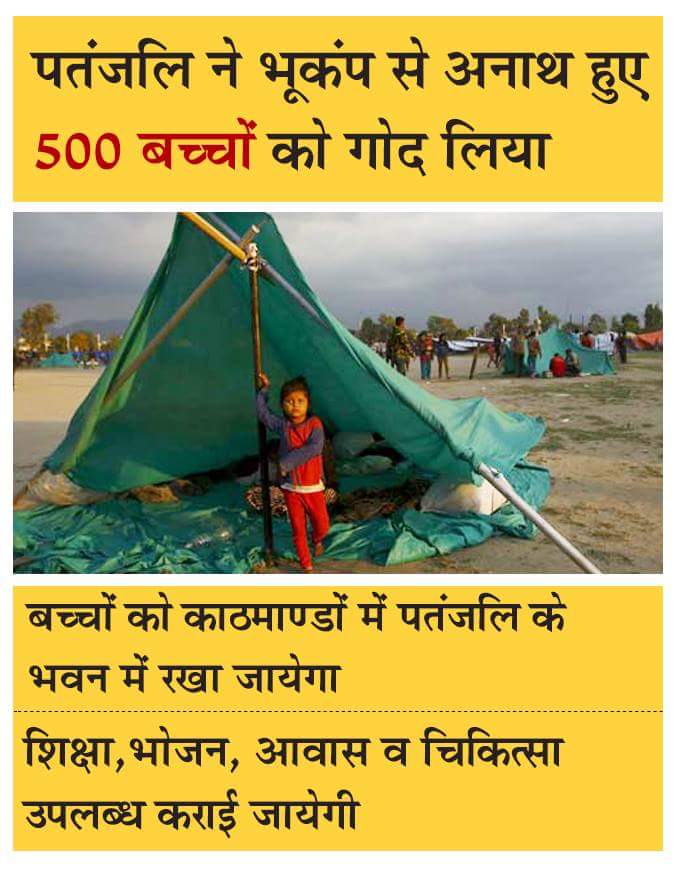 पतंजलि ने भूकंप से अनाथ हुए
500 बच्चों को गोद लिया
बच्चों को काठमाण्डों में पतंजलि के
भवन में रखा जायेगा
शिक्षा,भोजन, आवास व चिकित्सा
उपलब्ध कराई जायेगी